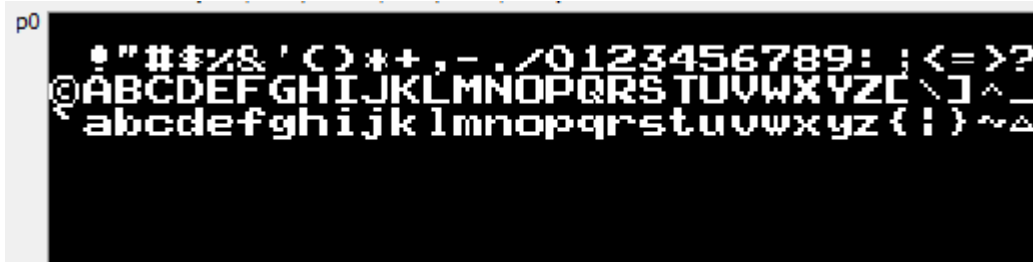 p0
!"#$%&'()*+,-./0123456789:;<=>?
©ABCDEFGHIJKLMNOPQRSTUVWXYZ[\]^_
`abcdefghijklmnopqrstuvwxyz{¦}~△